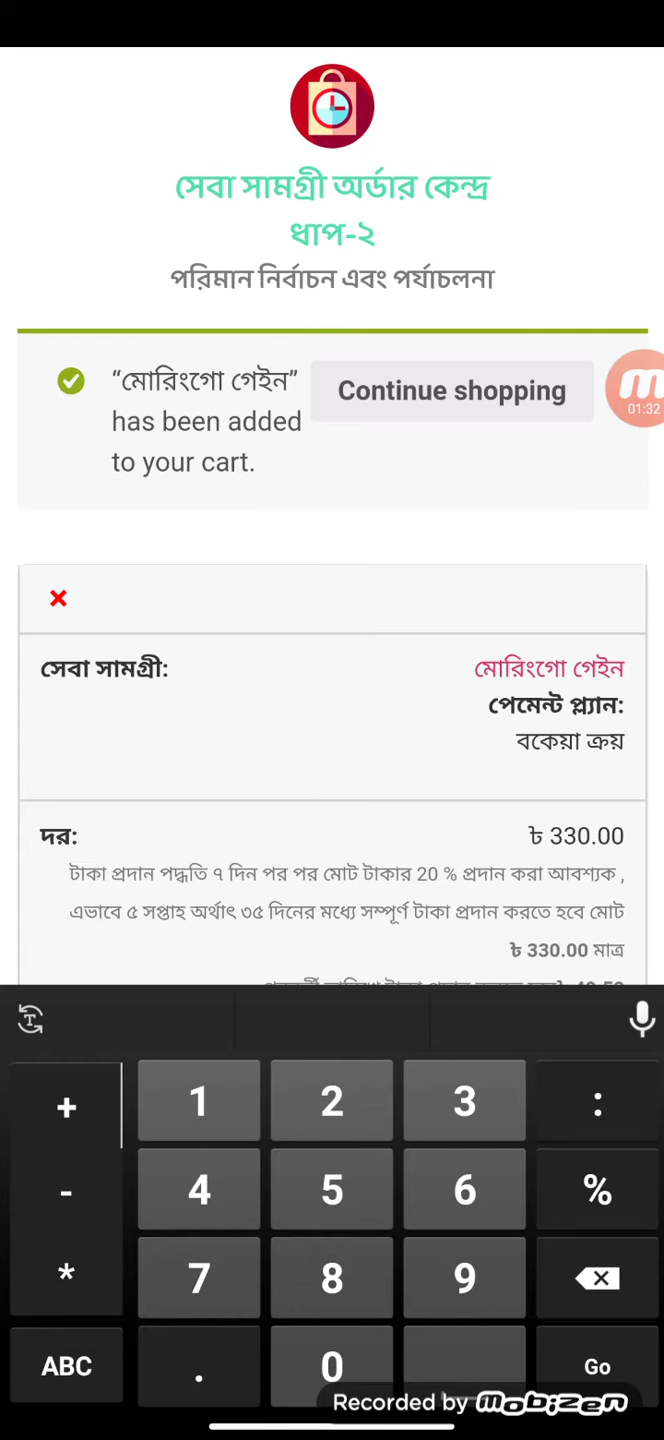 সেবা সামগ্রী অর্ডার কেন্দ্র
ধাপ-২
পরিমান নির্বাচন এবং পর্যাচলনা
“মোরিংগো গেইন”
has been added
to your cart.
Continue shopping
01:32
×
সেবা সামগ্রী:
মোরিংগো গেইন
পেমেন্ট প্ল্যান:
বকেয়া ক্রয়
দর:
৳ 330.00
টাকা প্রদান পদ্ধতি ৭ দিন পর পর মোট টাকার 20 % প্রদান করা আবশ্যক ,
এভাবে ৫ সপ্তাহ অর্থাৎ ৩৫ দিনের মধ্যে সম্পূর্ণ টাকা প্রদান করতে হবে মোট
৳ 330.00 মাত্র
+ 1 2 3 :
- 4 5 6 %
* 7 8 9
ABC . 0 Go
Recorded by mobizen